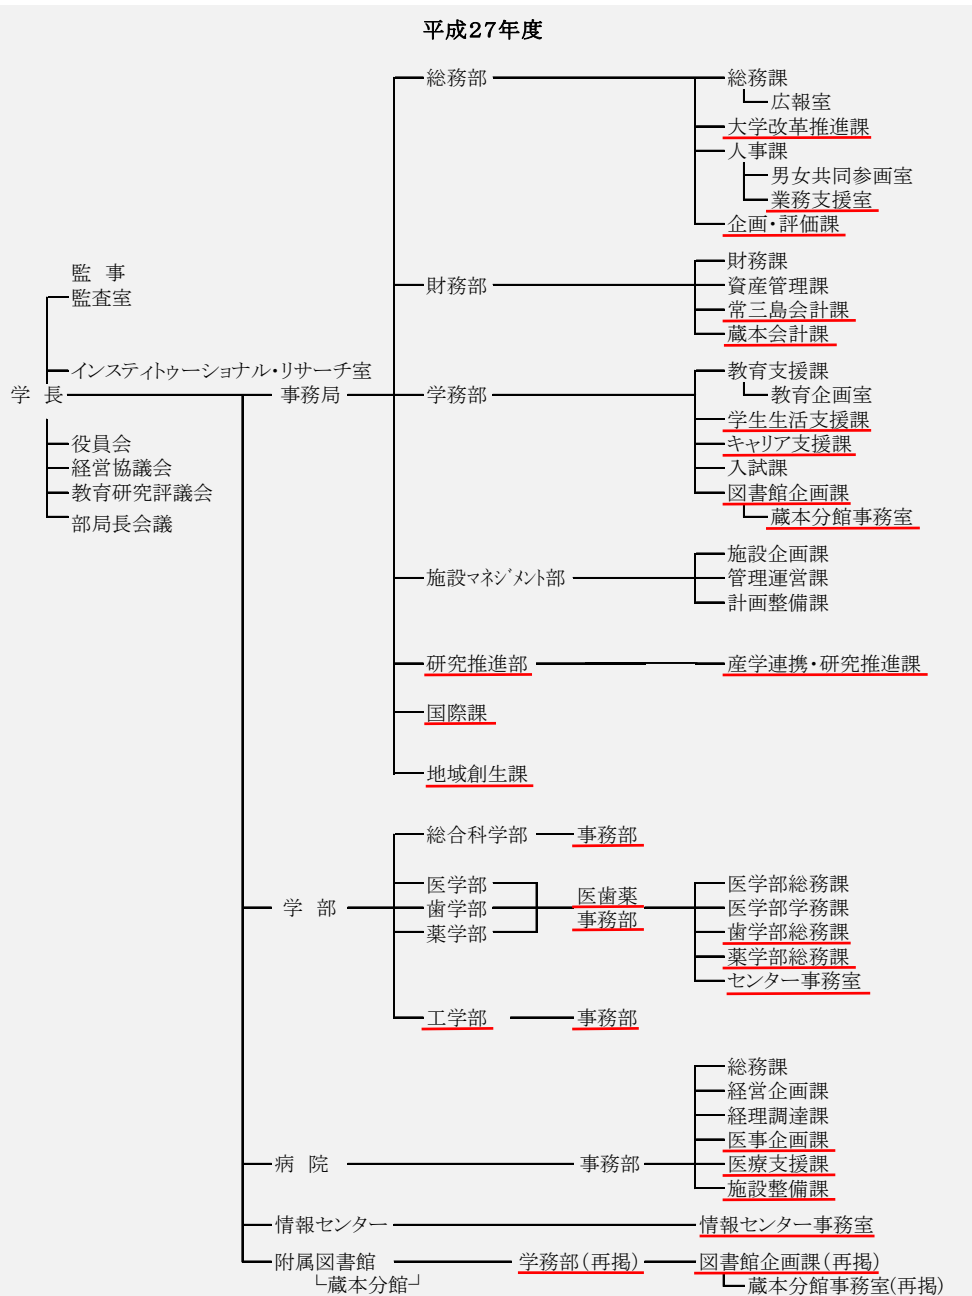 平成27年度
総務部
総務課
広報室
大学改革推進課
人事課
男女共同参画室
業務支援室
企画・評価課
監 事
監査室
財務部
財務課
資産管理課
常三島会計課
蔵本会計課
インスティトゥーショナル・リサーチ室
学 長
事務局
学務部
教育支援課
教育企画室
学生生活支援課
キャリア支援課
入試課
図書館企画課
蔵本分館事務室
役員会
経営協議会
教育研究評議会
部局長会議
施設マネジメント部
施設企画課
管理運営課
計画整備課
研究推進部
産学連携・研究推進課
国際課
地域創生課
総合科学部
事務部
学 部
医学部
歯学部
薬学部
医歯薬
事務部
医学部総務課
医学部学務課
歯学部総務課
薬学部総務課
センター事務室
工学部
事務部
病 院
事務部
総務課
経営企画課
経理調達課
医事企画課
医療支援課
施設整備課
情報センター
情報センター事務室
附属図書館
学務部(再掲)
図書館企画課(再掲)
└蔵本分館┘
蔵本分館事務室(再掲)